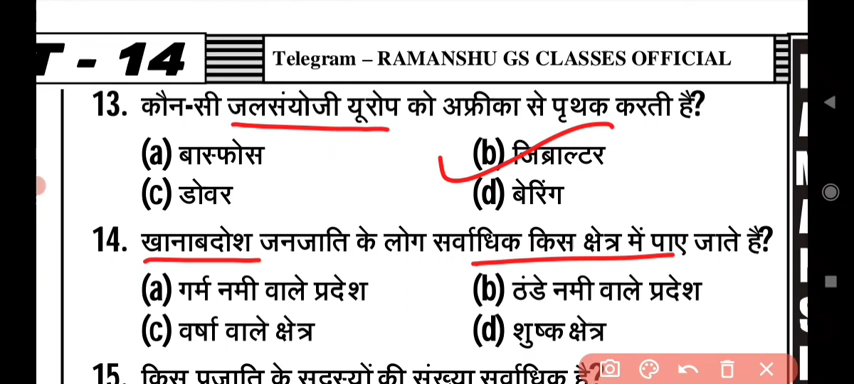 T - 14
Telegram – RAMANSHU GS CLASSES OFFICIAL
13. कौन-सी जलसंयोजी यूरोप को अफ्रीका से पृथक करती है?
(a) बास्फोस (b) जिब्राल्टर
(c) डोवर (d) बेरिंग
14. खानाबदोश जनजाति के लोग सर्वाधिक किस क्षेत्र में पाए जाते हैं?
(a) गर्म नमी वाले प्रदेश (b) ठंडे नमी वाले प्रदेश
(c) वर्षा वाले क्षेत्र (d) शुष्क क्षेत्र
15. किस प्रजाति के सदस्यों की संख्या सर्वाधिक है?